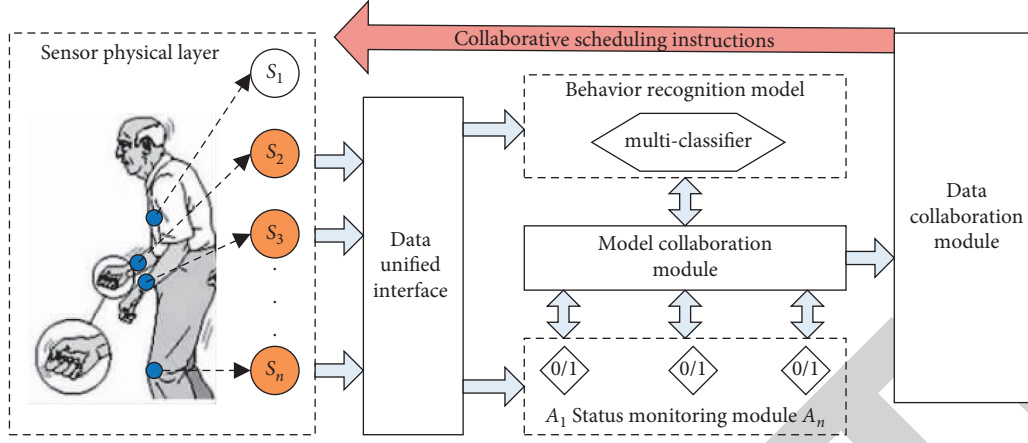 Sensor physical layer
S1
S2
S3
.
.
.
Sn
Data
unified
interface
Collaborative scheduling instructions
Behavior recognition model
multi-classifier
Model collaboration
module
0/1
0/1
0/1
A1 Status monitoring module An
Data
collaboration
module